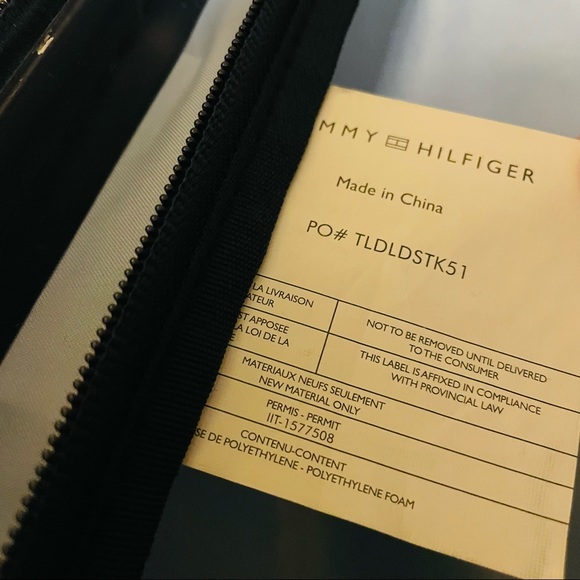 MMY HILFIGER
Made in China
PO# TLDLDSTK51
LA LIVRAISON
ATEUR
NOT TO BE REMOVED UNTIL DELIVERED
TO THE CONSUMER
ST APPOSEE
LA LOI DE LA
E
THIS LABEL IS AFFIXED IN COMPLIANCE
WITH PROVINCIAL LAW
MATERIAUX NEUFS SEULEMENT
NEW MATERIAL ONLY
PERMIS - PERMIT
IIT-1577508
CONTENU-CONTENT
SE DE POLYETHYLENE - POLYETHYLENE FOAM